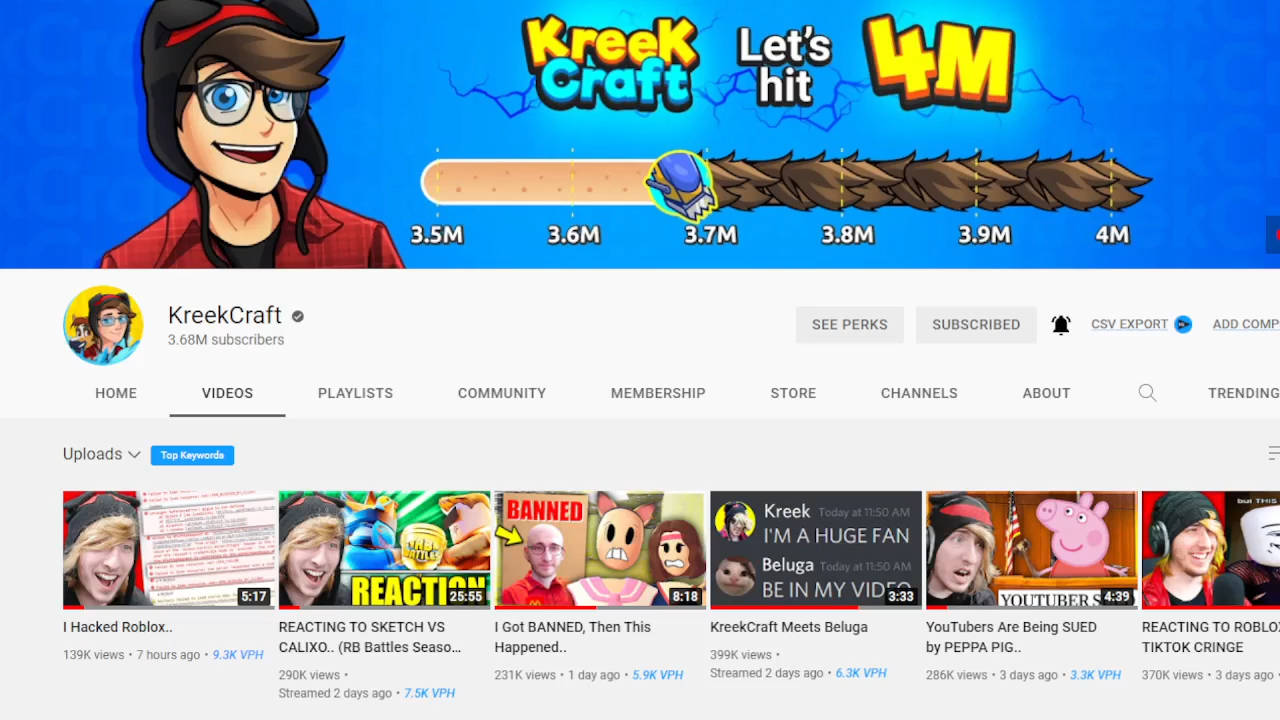 KreekCraft
Let's hit
4M
3.5M 3.6M 3.7M 3.8M 3.9M 4M
KreekCraft
3.68M subscribers
SEE PERKS SUBSCRIBED CSV EXPORT ADD COMP
HOME VIDEOS PLAYLISTS COMMUNITY MEMBERSHIP STORE CHANNELS ABOUT TRENDING
Uploads Top Keywords
5:17
RB BATTLES
REACTION
25:55
BANNED
8:18
Kreek Today at 11:50 AM
I'M A HUGE FAN
Beluga Today at 11:50 AM
BE IN MY VIDEO
3:33
YOUTUBERS
4:39
but THIS
I Hacked Roblox..
139K views • 7 hours ago • 9.3K VPH
REACTING TO SKETCH VS
CALIXO.. (RB Battles Seaso...
290K views •
Streamed 2 days ago • 7.5K VPH
I Got BANNED, Then This
Happened..
231K views • 1 day ago • 5.9K VPH
KreekCraft Meets Beluga
399K views •
Streamed 2 days ago • 6.3K VPH
YouTubers Are Being SUED
by PEPPA PIG..
286K views • 3 days ago • 3.3K VPH
REACTING TO ROBLOX
TIKTOK CRINGE
370K views • 3 days ago